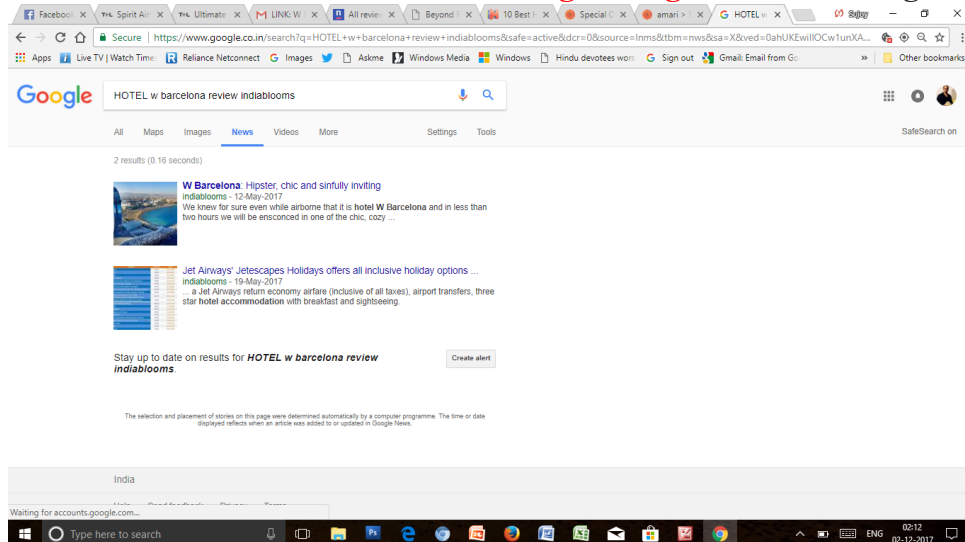 Facebook
TWL Spirit Air
TWL Ultimate
LINK: W
All review
Beyond
10 Best H
Special C
amari >
HOTEL w
Secure https://www.google.co.in/search?q=HOTEL+w+barcelona+review+indiablooms&safe=active&dcr=0&source=lnms&tbm=nws&sa=X&ved=0ahUKEwiIlOCw1unXA...
Apps Live TV | Watch Time: Reliance Netconnect Images Askme Windows Media Windows Hindu devotees wors Sign out Gmail: Email from Go » Other bookmarks
Google HOTEL w barcelona review indiablooms
All Maps Images News Videos More Settings Tools SafeSearch on
2 results (0.16 seconds)
W Barcelona: Hipster, chic and sinfully inviting
indiablooms - 12-May-2017
We knew for sure even while airborne that it is hotel W Barcelona and in less than
two hours we will be ensconced in one of the chic, cozy ...
Jet Airways' Jetescapes Holidays offers all inclusive holiday options ...
indiablooms - 19-May-2017
... a Jet Airways return economy airfare (inclusive of all taxes), airport transfers, three
star hotel accommodation with breakfast and sightseeing.
Stay up to date on results for HOTEL w barcelona review
indiablooms.
Create alert
The selection and placement of stories on this page were determined automatically by a computer programme. The time or date
displayed reflects when an article was added to or updated in Google News.
India
Waiting for accounts.google.com...
Type here to search
ENG
02:12
02-12-2017